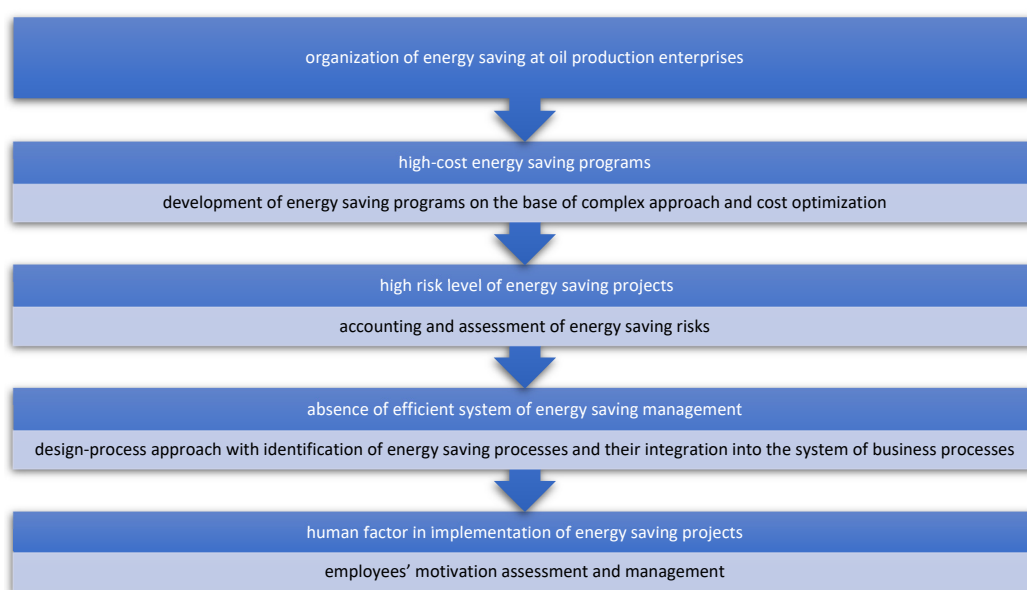 organization of energy saving at oil production enterprises
high-cost energy saving programs
development of energy saving programs on the base of complex approach and cost optimization
high risk level of energy saving projects
accounting and assessment of energy saving risks
absence of efficient system of energy saving management
design-process approach with identification of energy saving processes and their integration into the system of business processes
human factor in implementation of energy saving projects
employees’ motivation assessment and management